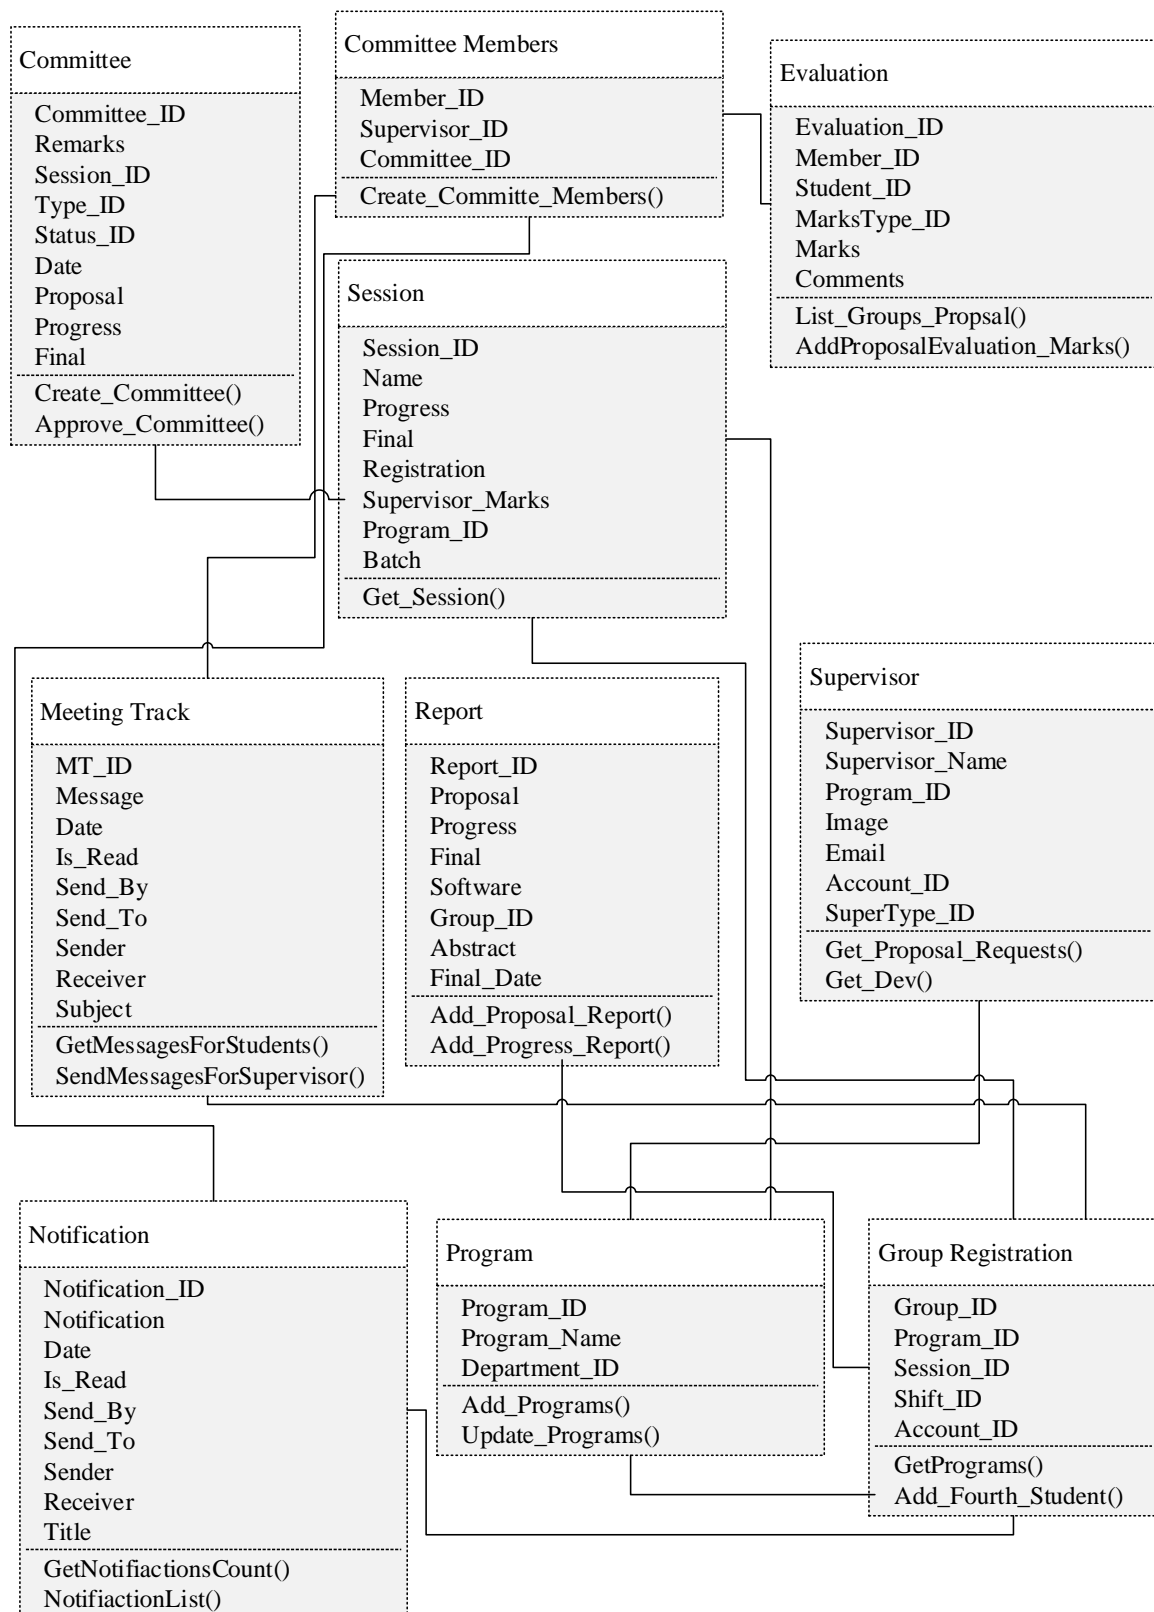 Committee
Committee_ID
Remarks
Session_ID
Type_ID
Status_ID
Date
Proposal
Progress
Final
Create_Committee()
Approve_Committee()
Committee Members
Member_ID
Supervisor_ID
Committee_ID
Create_Committe_Members()
Evaluation
Evaluation_ID
Member_ID
Student_ID
MarksType_ID
Marks
Comments
List_Groups_Propsal()
AddProposalEvaluation_Marks()
Session
Session_ID
Name
Progress
Final
Registration
Supervisor_Marks
Program_ID
Batch
Get_Session()
Meeting Track
MT_ID
Message
Date
Is_Read
Send_By
Send_To
Sender
Receiver
Subject
GetMessagesForStudents()
SendMessagesForSupervisor()
Report
Report_ID
Proposal
Progress
Final
Software
Group_ID
Abstract
Final_Date
Add_Proposal_Report()
Add_Progress_Report()
Supervisor
Supervisor_ID
Supervisor_Name
Program_ID
Image
Email
Account_ID
SuperType_ID
Get_Proposal_Requests()
Get_Dev()
Notification
Notification_ID
Notification
Date
Is_Read
Send_By
Send_To
Sender
Receiver
Title
GetNotifiactionsCount()
NotifiactionList()
Program
Program_ID
Program_Name
Department_ID
Add_Programs()
Update_Programs()
Group Registration
Group_ID
Program_ID
Session_ID
Shift_ID
Account_ID
GetPrograms()
Add_Fourth_Student()